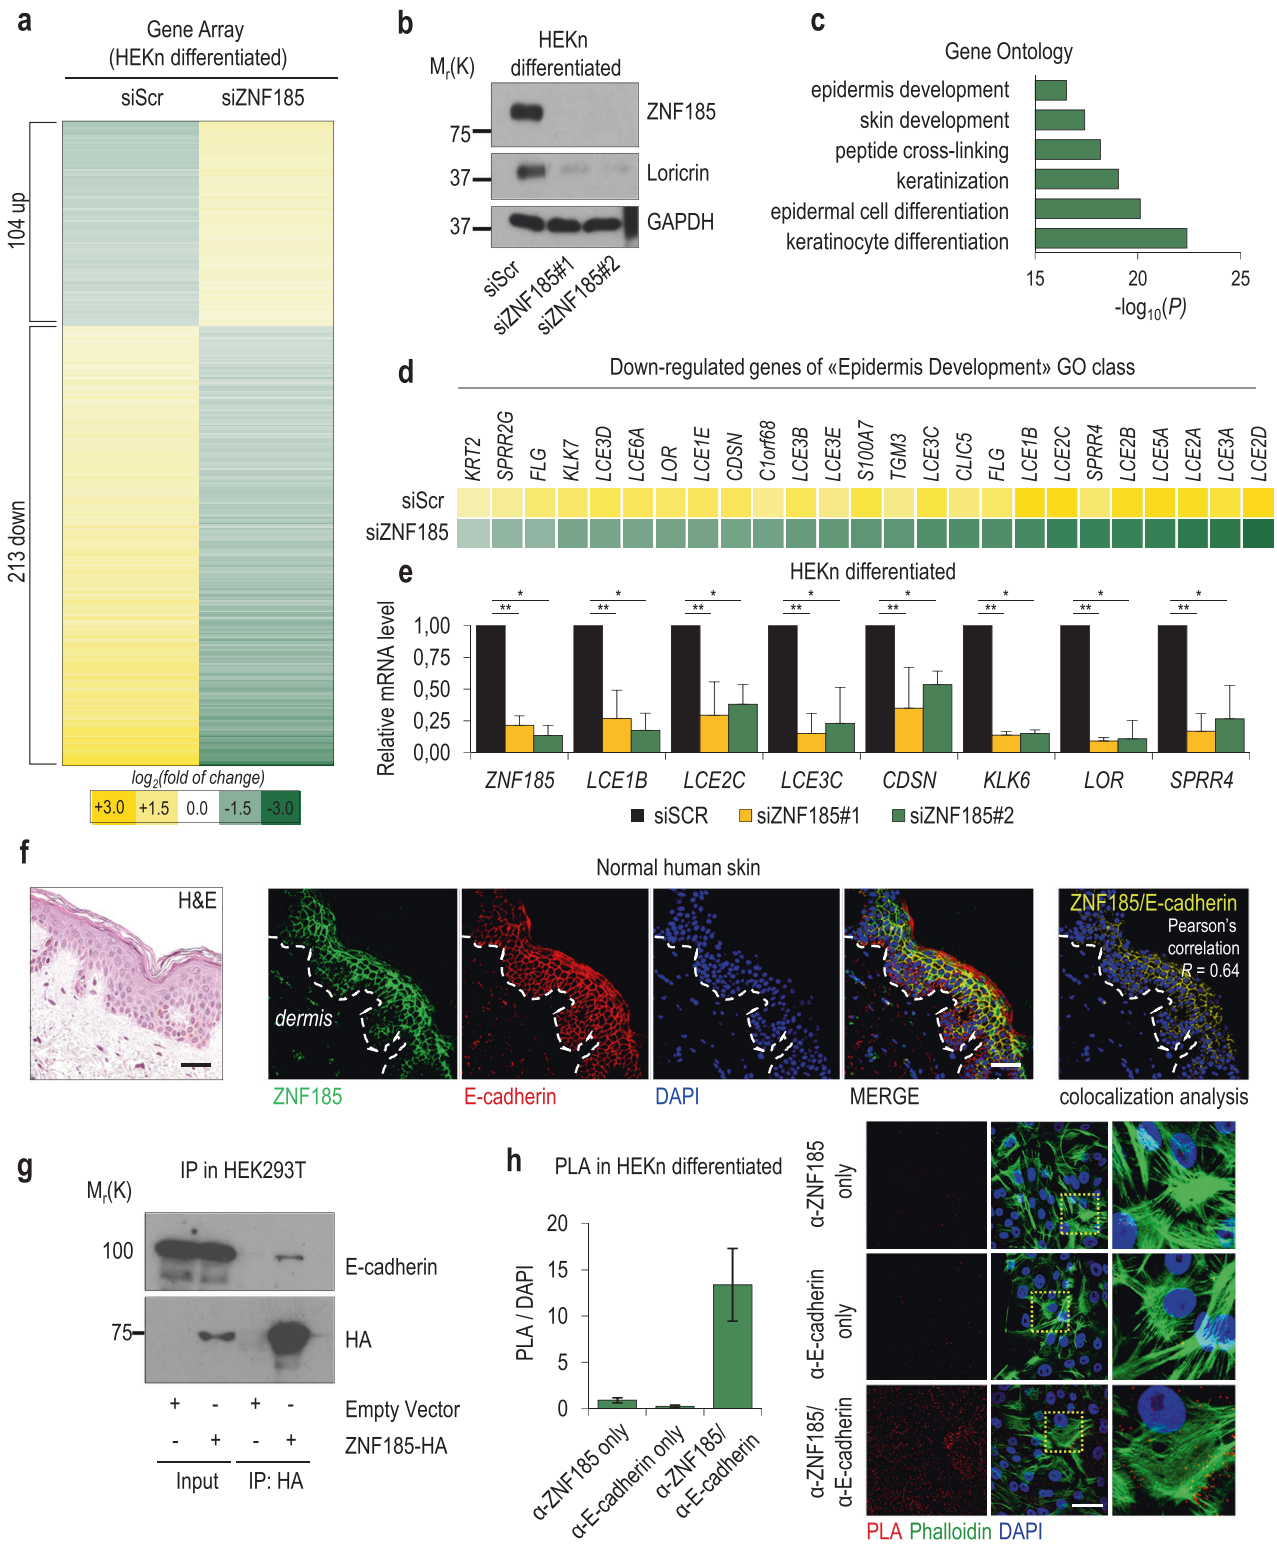 a
Gene Array
(HEKn differentiated)
siScr
siZNF185
104 up
213 down
log2(fold of change)
+3.0
+1.5
0.0
-1.5
-3.0
b
HEKn
differentiated
Mr(K)
75
37
37
ZNF185
Loricrin
GAPDH
siScr
siZNF185#1
siZNF185#2
c
Gene Ontology
epidermis development
skin development
peptide cross-linking
keratinization
epidermal cell differentiation
keratinocyte differentiation
15
20
25
-log10(P)
d
Down-regulated genes of «Epidermis Development» GO class
KRT2
SPRR2G
FLG
KLK7
LCE3D
LCE6A
LOR
LCE1E
CDSN
C1orf68
LCE3B
LCE3E
S100A7
TGM3
LCE3C
CLIC5
FLG
LCE1B
LCE2C
SPRR4
LCE2B
LCE5A
LCE2A
LCE3A
LCE2D
siScr
siZNF185
e
HEKn differentiated
Relative mRNA level
1,00
0,75
0,50
0,25
0,00
* * * * * * * *
** ** ** ** ** ** ** **
ZNF185
LCE1B
LCE2C
LCE3C
CDSN
KLK6
LOR
SPRR4
siSCR
siZNF185#1
siZNF185#2
f
Normal human skin
H&E
dermis
ZNF185/E-cadherin
Pearson's
correlation
R = 0.64
ZNF185
E-cadherin
DAPI
MERGE
colocalization analysis
g
IP in HEK293T
Mr(K)
100
75
E-cadherin
HA
+ - + - Empty Vector
- + - + ZNF185-HA
Input
IP: HA
h
PLA in HEKn differentiated
PLA / DAPI
20
15
10
5
0
α-ZNF185 only
α-E-cadherin only
α-ZNF185/
α-E-cadherin
α-ZNF185
only
α-E-cadherin
only
α-ZNF185/
α-E-cadherin
PLA Phalloidin DAPI